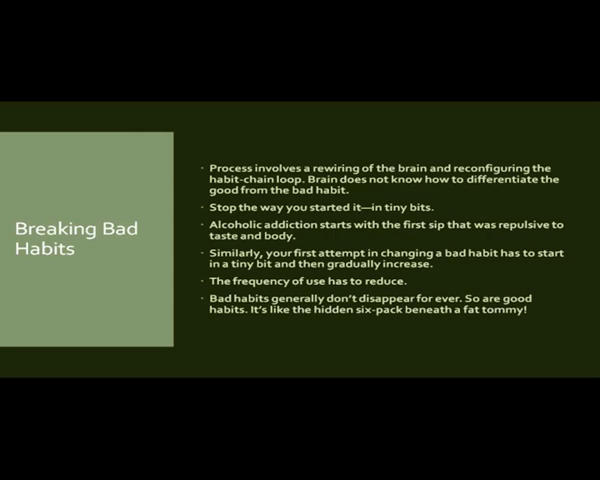 Breaking Bad
Habits
· Process involves a rewiring of the brain and reconfiguring the
habit-chain loop. Brain does not know how to differentiate the
good from the bad habit.
· Stop the way you started it—in tiny bits.
· Alcoholic addiction starts with the first sip that was repulsive to
taste and body.
· Similarly, your first attempt in changing a bad habit has to start
in a tiny bit and then gradually increase.
· The frequency of use has to reduce.
· Bad habits generally don't disappear for ever. So are good
habits. It's like the hidden six-pack beneath a fat tommy!